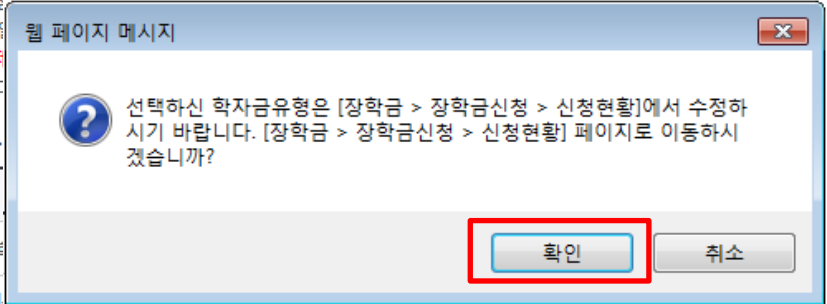 웹 페이지 메시지
선택하신 학자금유형은 [장학금 > 장학금신청 > 신청현황]에서 수정하
시기 바랍니다. [장학금 > 장학금신청 > 신청현황] 페이지로 이동하시
겠습니까?
확인 취소